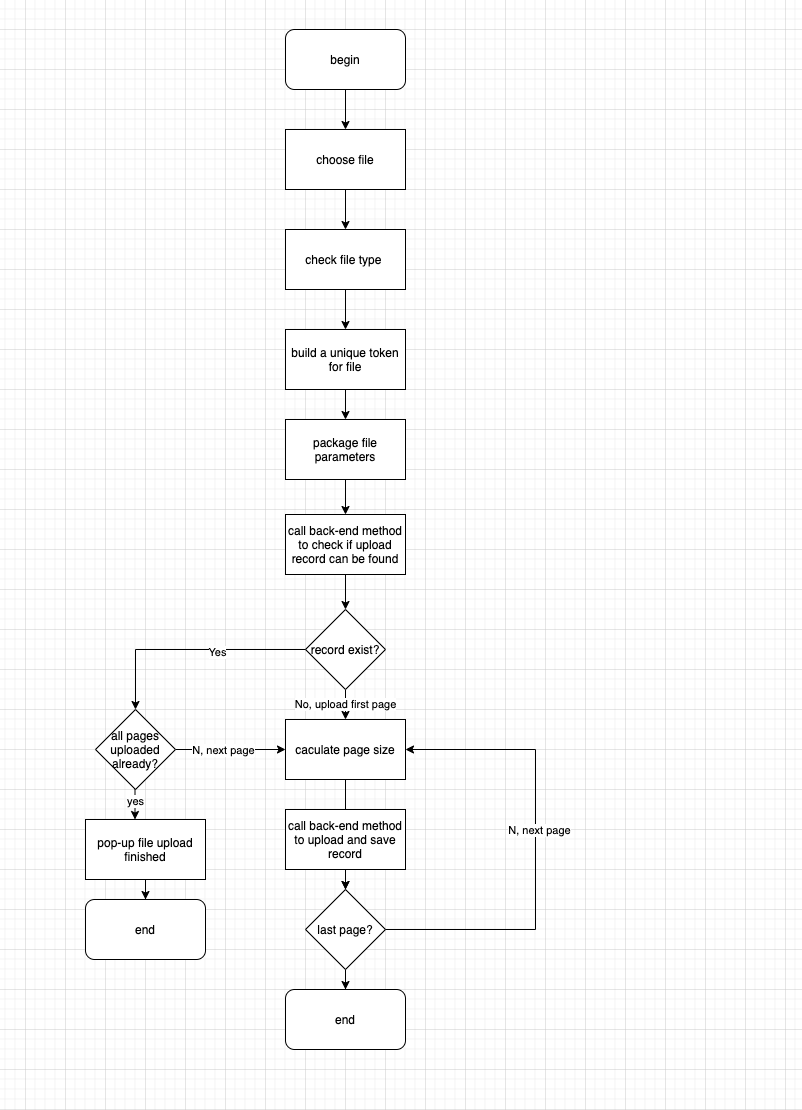 begin
choose file
check file type
build a unique token
for file
package file
parameters
call back-end method
to check if upload
record can be found
record exist?
Yes
No, upload first page
all pages
uploaded
already?
N, next page
caculate page size
yes
pop-up file upload
finished
call back-end method
to upload and save
record
N, next page
end
last page?
end